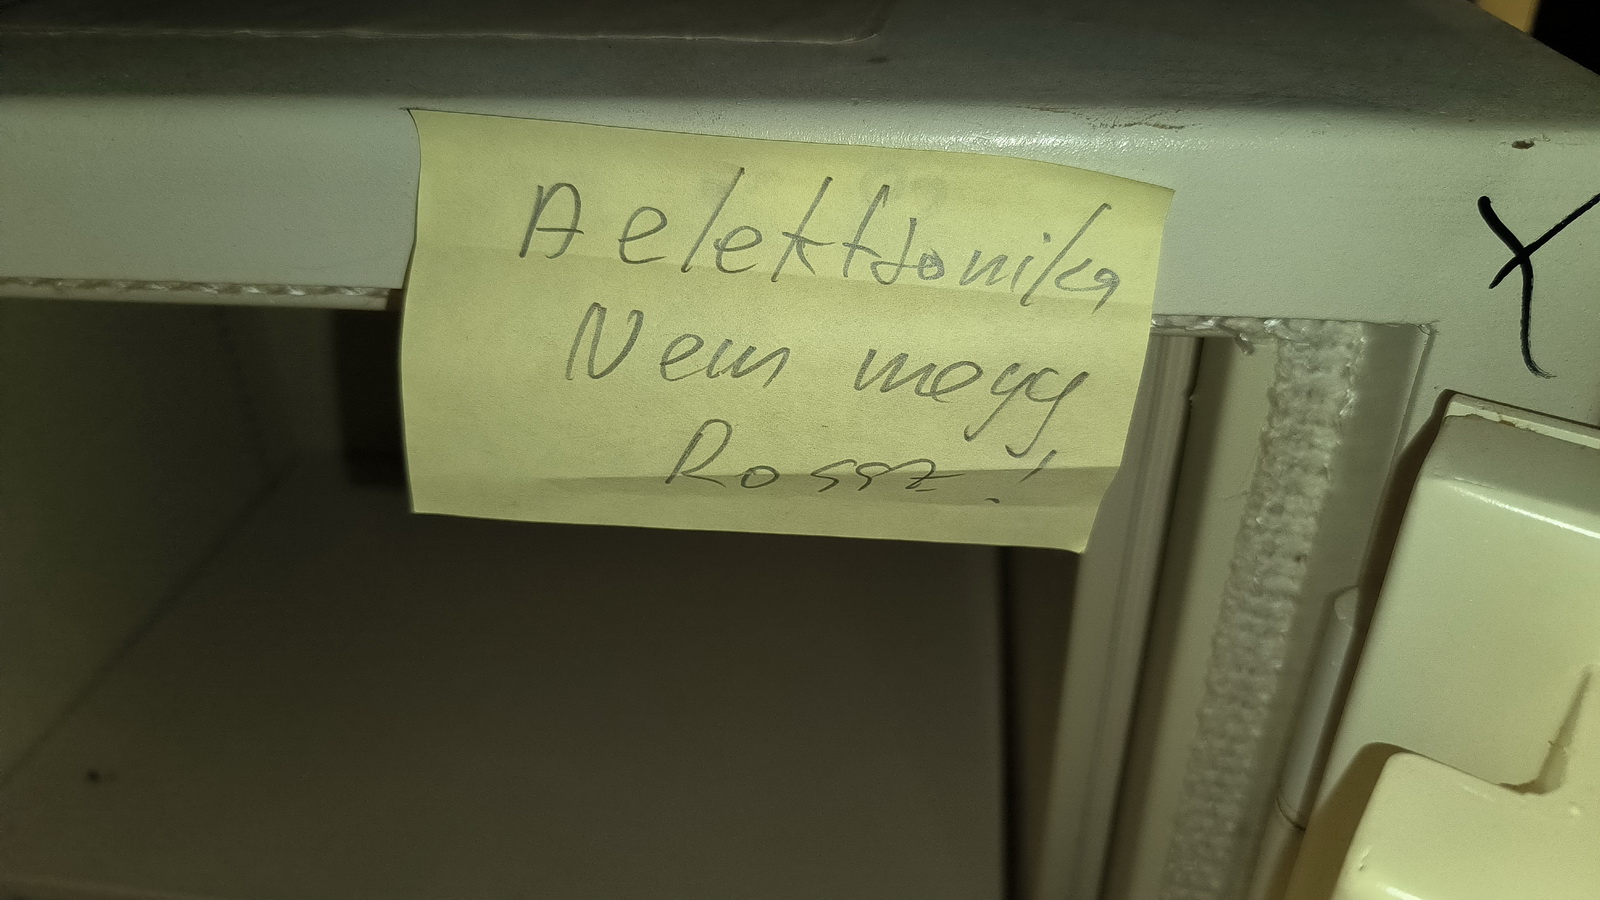 A elektronika
Nem megy
Rossz!
X